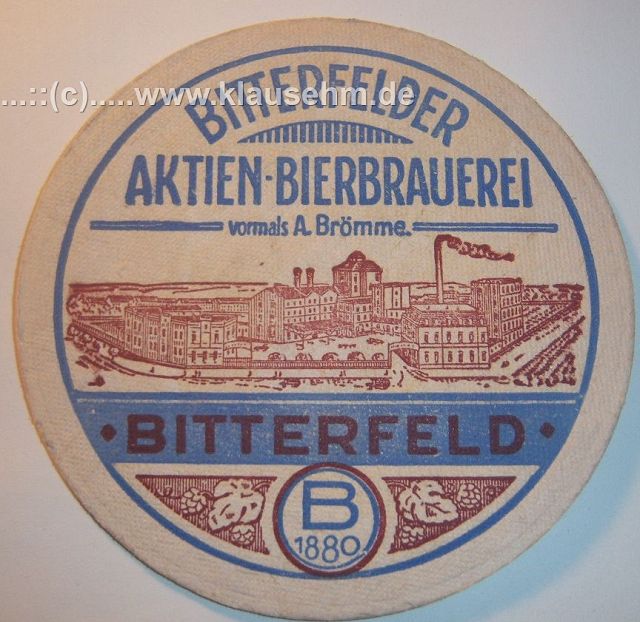 BITTERFELDER
...::(c).....www.klausehm.de
AKTIEN-BIERBRAUEREI
vormals A. Brömme.
• BITTERFELD •
B
1880